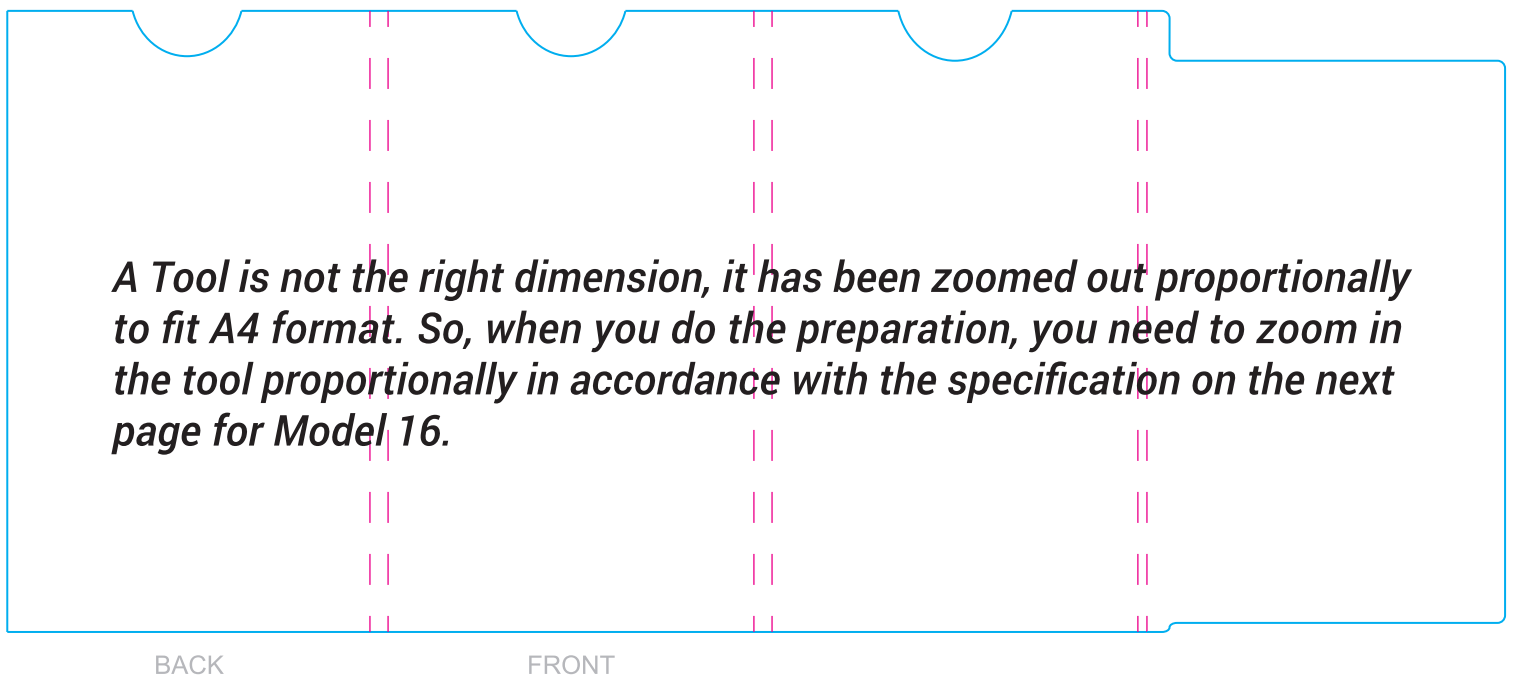 A Tool is not the right dimension, it has been zoomed out proportionally
to fit A4 format. So, when you do the preparation, you need to zoom in
the tool proportionally in accordance with the specification on the next
page for Model 16.
BACK
FRONT